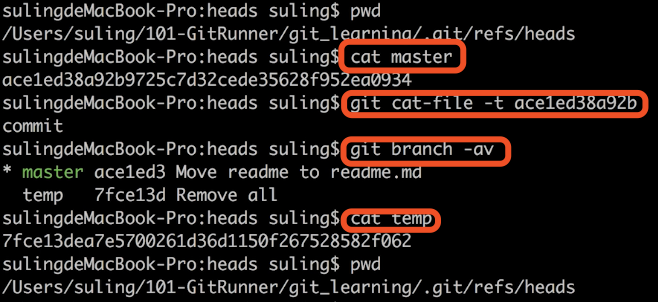 sulingdeMacBook-Pro:heads suling$ pwd
/Users/suling/101-GitRunner/git_learning/.git/refs/heads
sulingdeMacBook-Pro:heads suling$ cat master
ace1ed38a92b9725c7d32cede35628f952ea0934
sulingdeMacBook-Pro:heads suling$ git cat-file -t ace1ed38a92b
commit
sulingdeMacBook-Pro:heads suling$ git branch -av
* master ace1ed3 Move readme to readme.md
temp   7fce13d Remove all
sulingdeMacBook-Pro:heads suling$ cat temp
7fce13dea7e5700261d36d1150f267528582f062
sulingdeMacBook-Pro:heads suling$ pwd
/Users/suling/101-GitRunner/git_learning/.git/refs/heads